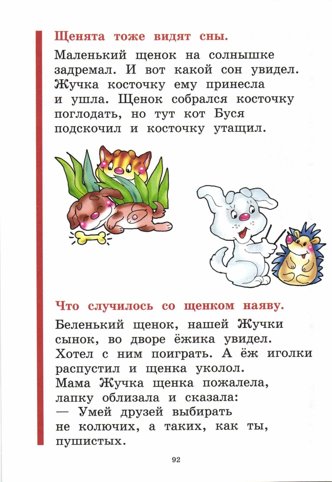 Щенята тоже видят сны.
Маленький щенок на солнышке
задремал. И вот какой сон увидел.
Жучка косточку ему принесла
и ушла. Щенок собрался косточку
поглодать, но тут кот Буся
подскочил и косточку утащил.
Что случилось со щенком наяву.
Беленький щенок, нашей Жучки
сынок, во дворе ёжика увидел.
Хотел с ним поиграть. А ёж иголки
распустил и щенка уколол.
Мама Жучка щенка пожалела,
лапку облизала и сказала:
— Умей друзей выбирать
не колючих, а таких, как ты,
пушистых.
92